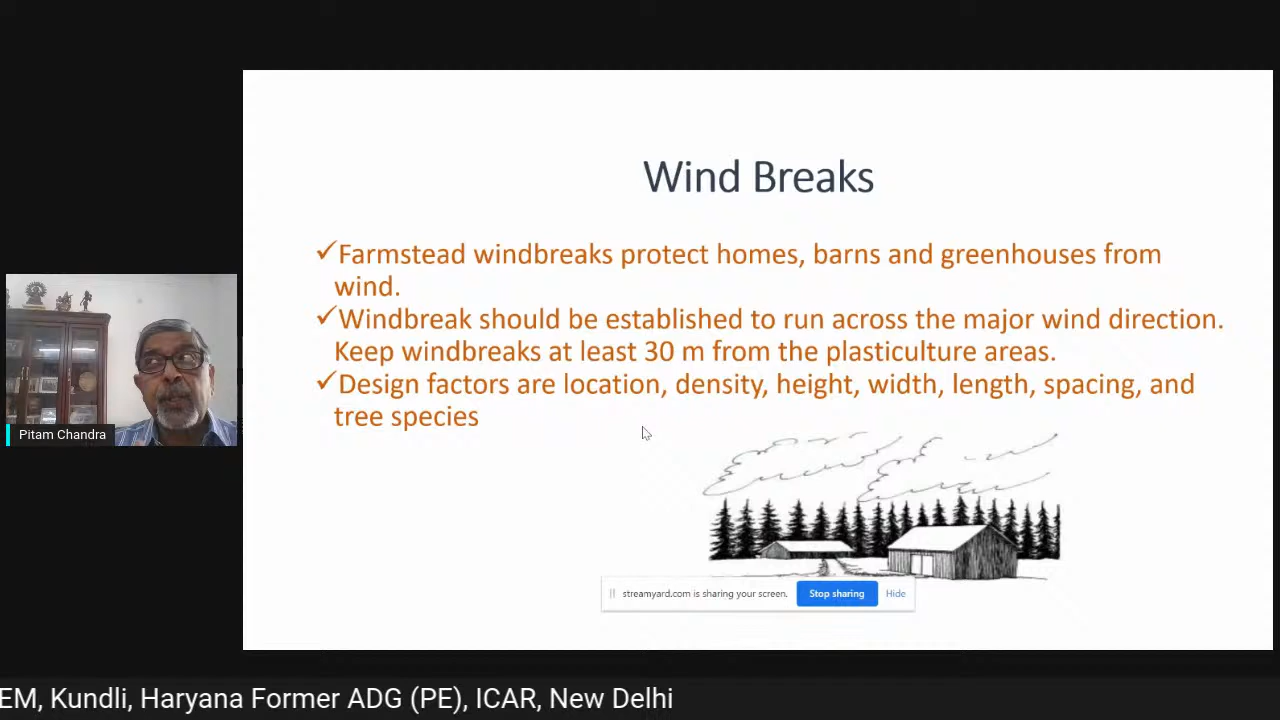 Wind Breaks
✓Farmstead windbreaks protect homes, barns and greenhouses from
wind.
✓Windbreak should be established to run across the major wind direction.
Keep windbreaks at least 30 m from the plasticulture areas.
✓Design factors are location, density, height, width, length, spacing, and
tree species
Pitam Chandra
streamyard.com is sharing your screen.
Stop sharing
Hide
EM, Kundli, Haryana Former ADG (PE), ICAR, New Delhi